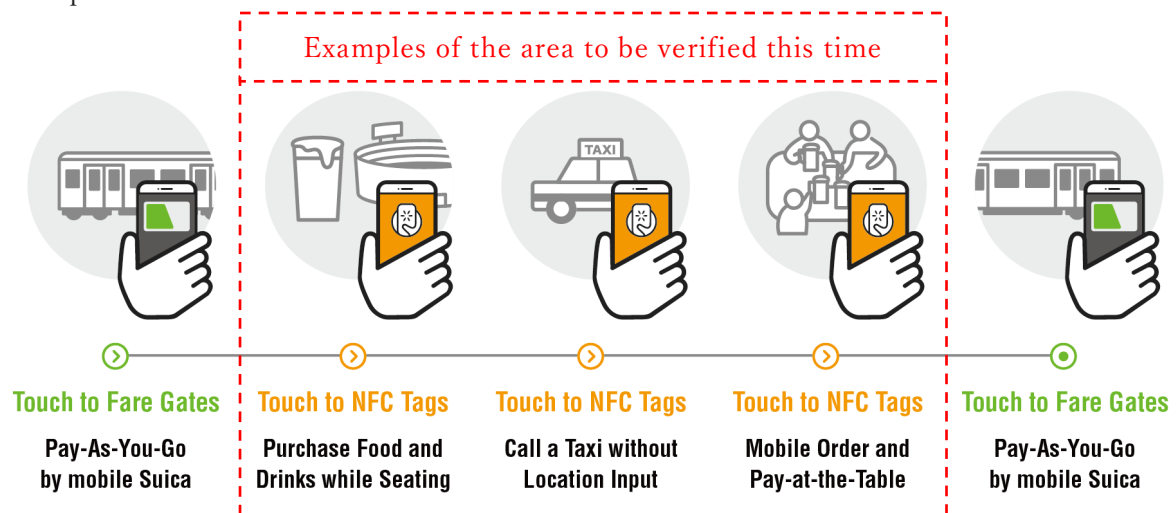 Examples of the area to be verified this time
TAXI
Touch to Fare Gates
Pay-As-You-Go
by mobile Suica
Touch to NFC Tags
Purchase Food and
Drinks while Seating
Touch to NFC Tags
Call a Taxi without
Location Input
Touch to NFC Tags
Mobile Order and
Pay-at-the-Table
Touch to Fare Gates
Pay-As-You-Go
by mobile Suica